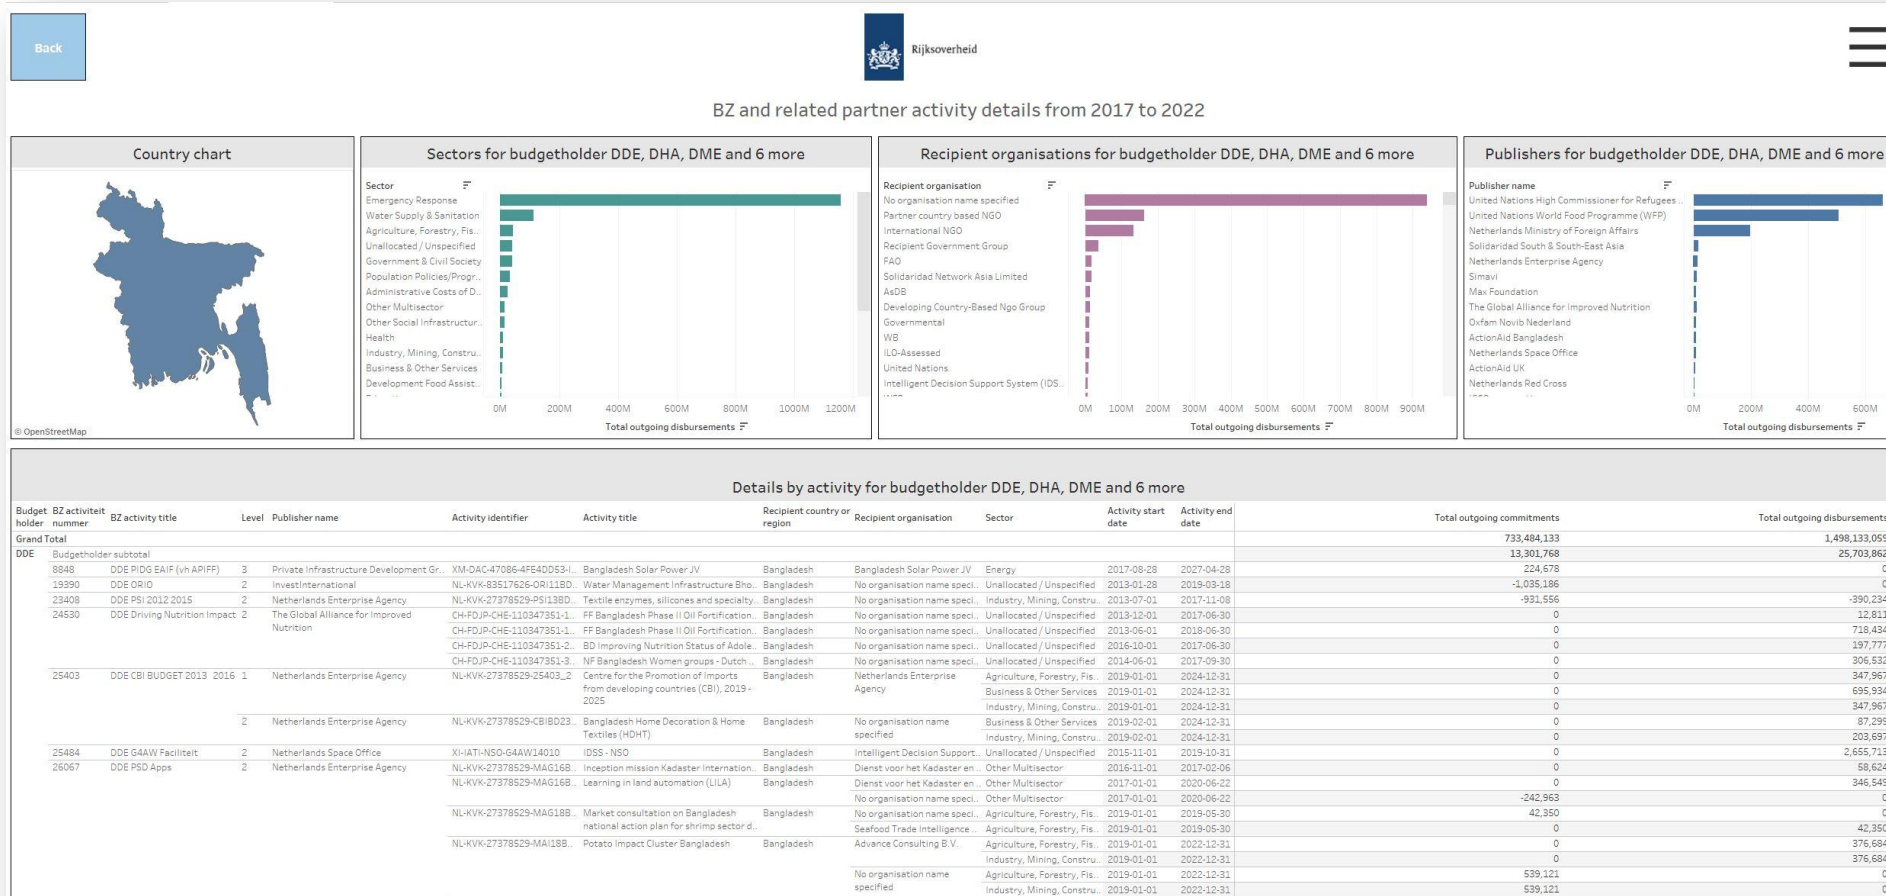 Back
Rijksoverheid
BZ and related partner activity details from 2017 to 2022
Country chart
© OpenStreetMap
Sectors for budgetholder DDE, DHA, DME and 6 more
Sector
Emergency Response
Water Supply & Sanitation
Agriculture, Forestry, Fis..
Unallocated / Unspecified
Government & Civil Society
Population Policies/Progr..
Administrative Costs of D..
Other Multisector
Other Social Infrastructur..
Health
Industry, Mining, Constru..
Business & Other Services
Development Food Assist..
0M 200M 400M 600M 800M 1000M 1200M
Total outgoing disbursements
Recipient organisations for budgetholder DDE, DHA, DME and 6 more
Recipient organisation
No organisation name specified
Partner country based NGO
International NGO
Recipient Government Group
FAO
Solidaridad Network Asia Limited
AsDB
Developing Country-Based Ngo Group
Governmental
WB
ILO-Assessed
United Nations
Intelligent Decision Support System (IDS..
0M 100M 200M 300M 400M 500M 600M 700M 800M 900M
Total outgoing disbursements
Publishers for budgetholder DDE, DHA, DME and 6 more
Publisher name
United Nations High Commissioner for Refugees ..
United Nations World Food Programme (WFP)
Netherlands Ministry of Foreign Affairs
Solidaridad South & South-East Asia
Netherlands Enterprise Agency
Simavi
Max Foundation
The Global Alliance for Improved Nutrition
Oxfam Novib Nederland
ActionAid Bangladesh
Netherlands Space Office
ActionAid UK
Netherlands Red Cross
0M 200M 400M 600M
Total outgoing disbursements
Details by activity for budgetholder DDE, DHA, DME and 6 more
Budget holder BZ activiteit nummer BZ activity title Level Publisher name Activity identifier Activity title Recipient country or region Recipient organisation Sector Activity start date Activity end date Total outgoing commitments Total outgoing disbursements
Grand Total 733,484,133 1,498,133,059
DDE Budgetholder subtotal 13,301,768 25,703,862
8848 DDE PIDG EAIF (vh APIFF) 3 Private Infrastructure Development Gr.. XM-DAC-47086-4FE4DD53-I.. Bangladesh Solar Power JV Bangladesh Bangladesh Solar Power JV Energy 2017-08-28 2027-04-28 224,678 0
19390 DDE ORIO 2 InvestInternational NL-KVK-83517626-ORI11BD.. Water Management Infrastructure Bho.. Bangladesh No organisation name speci.. Unallocated / Unspecified 2013-01-28 2019-03-18 -1,035,186 0
23408 DDE PSI 2012 2015 2 Netherlands Enterprise Agency NL-KVK-27378529-PSI13BD.. Textile enzymes, silicones and specialty.. Bangladesh No organisation name speci.. Industry, Mining, Constru.. 2013-07-01 2017-11-08 -931,556 -390,234
24530 DDE Driving Nutrition Impact 2 The Global Alliance for Improved Nutrition CH-FDJP-CHE-110347351-1.. FF Bangladesh Phase II Oil Fortification.. Bangladesh No organisation name speci.. Unallocated / Unspecified 2013-12-01 2017-06-30 0 12,811
CH-FDJP-CHE-110347351-1.. FF Bangladesh Phase II Oil Fortification.. Bangladesh No organisation name speci.. Unallocated / Unspecified 2013-06-01 2018-06-30 0 718,434
CH-FDJP-CHE-110347351-2.. BD Improving Nutrition Status of Adole.. Bangladesh No organisation name speci.. Unallocated / Unspecified 2016-10-01 2017-06-30 0 197,777
CH-FDJP-CHE-110347351-3.. NF Bangladesh Women groups - Dutch .. Bangladesh No organisation name speci.. Unallocated / Unspecified 2014-06-01 2017-09-30 0 306,532
25403 DDE CBI BUDGET 2013 2016 1 Netherlands Enterprise Agency NL-KVK-27378529-25403_2 Centre for the Promotion of Imports from developing countries (CBI), 2019 - 2025 Bangladesh Netherlands Enterprise Agency Agriculture, Forestry, Fis.. 2019-01-01 2024-12-31 0 347,967
Business & Other Services 2019-01-01 2024-12-31 0 695,934
Industry, Mining, Constru.. 2019-01-01 2024-12-31 0 347,967
2 Netherlands Enterprise Agency NL-KVK-27378529-CBIBD23.. Bangladesh Home Decoration & Home Textiles (HDHT) Bangladesh No organisation name specified Business & Other Services 2019-02-01 2024-12-31 0 87,299
Industry, Mining, Constru.. 2019-02-01 2024-12-31 0 203,697
25484 DDE G4AW Faciliteit 2 Netherlands Space Office XI-IATI-NSO-G4AW14010 IDSS - NSO Bangladesh Intelligent Decision Support.. Unallocated / Unspecified 2015-11-01 2019-10-31 0 2,655,713
26067 DDE PSD Apps 2 Netherlands Enterprise Agency NL-KVK-27378529-MAG16B.. Inception mission Kadaster Internation.. Bangladesh Dienst voor het Kadaster en .. Other Multisector 2016-11-01 2017-02-06 0 58,624
NL-KVK-27378529-MAG16B.. Learning in land automation (LILA) Bangladesh Dienst voor het Kadaster en .. Other Multisector 2017-01-01 2020-06-22 0 346,549
No organisation name speci.. Other Multisector 2017-01-01 2020-06-22 -242,963 0
NL-KVK-27378529-MAG18B.. Market consultation on Bangladesh national action plan for shrimp sector d.. Bangladesh No organisation name speci.. Agriculture, Forestry, Fis.. 2019-01-01 2019-05-30 42,350 0
Seafood Trade Intelligence .. Agriculture, Forestry, Fis.. 2019-01-01 2019-05-30 0 42,350
NL-KVK-27378529-MAI18B.. Potato Impact Cluster Bangladesh Bangladesh Advance Consulting B.V. Agriculture, Forestry, Fis.. 2019-01-01 2022-12-31 0 376,684
Industry, Mining, Constru.. 2019-01-01 2022-12-31 0 376,684
No organisation name specified Agriculture, Forestry, Fis.. 2019-01-01 2022-12-31 539,121 0
Industry, Mining, Constru.. 2019-01-01 2022-12-31 539,121 0